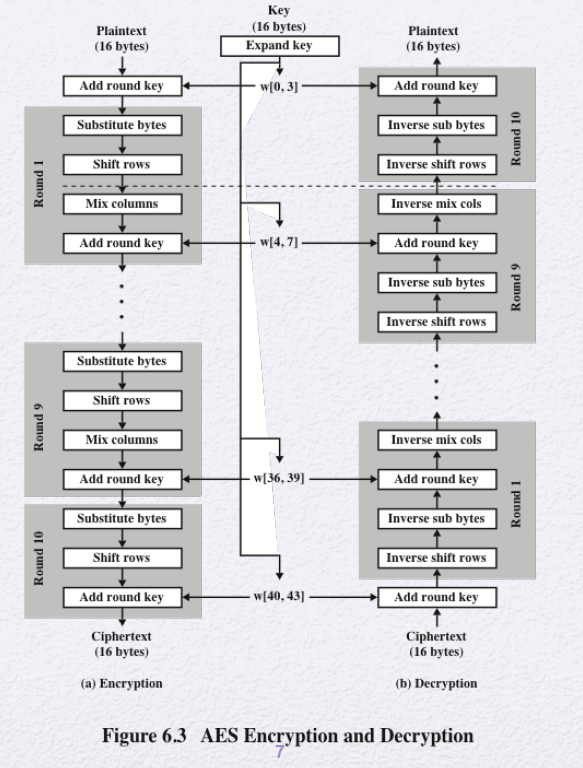 Key
(16 bytes)
Expand key
Plaintext
(16 bytes)
Add round key
Substitute bytes
Shift rows
Mix columns
Add round key
Round 1
Substitute bytes
Shift rows
Mix columns
Add round key
Round 9
Substitute bytes
Shift rows
Add round key
Round 10
Ciphertext
(16 bytes)
(a) Encryption
w[0, 3]
w[4, 7]
w[36, 39]
w[40, 43]
Plaintext
(16 bytes)
Add round key
Inverse sub bytes
Inverse shift rows
Round 10
Inverse mix cols
Add round key
Inverse sub bytes
Inverse shift rows
Round 9
Inverse mix cols
Add round key
Inverse sub bytes
Inverse shift rows
Round 1
Add round key
Ciphertext
(16 bytes)
(b) Decryption
Figure 6.3 AES Encryption and Decryption
7